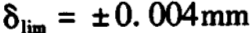 δlim = ±0.004mm